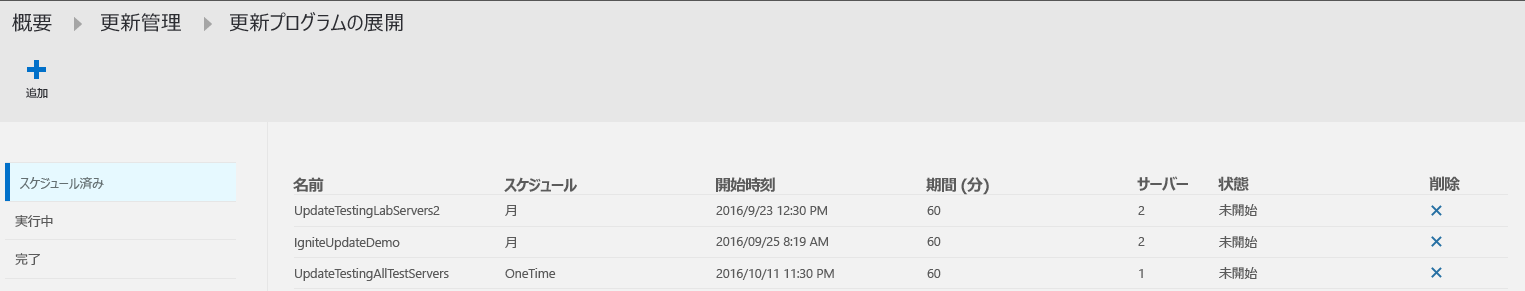 概要 更新管理 更新プログラムの展開
追加
スケジュール済み
実行中
完了
名前 スケジュール 開始時刻 期間 (分) サーバー 状態 削除
UpdateTestingLabServers2 月 2016/9/23 12:30 PM 60 2 未開始
IgniteUpdateDemo 月 2016/09/25 8:19 AM 60 2 未開始
UpdateTestingAllTestServers OneTime 2016/10/11 11:30 PM 60 1 未開始